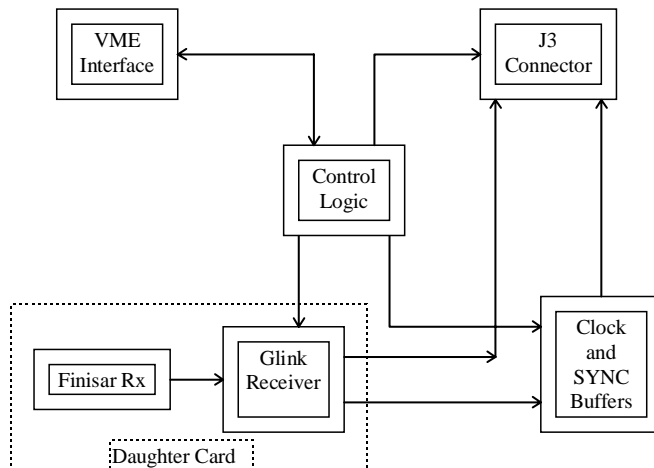 VME
Interface
J3
Connector
Control
Logic
Finisar Rx
Glink
Receiver
Clock
and
SYNC
Buffers
Daughter Card